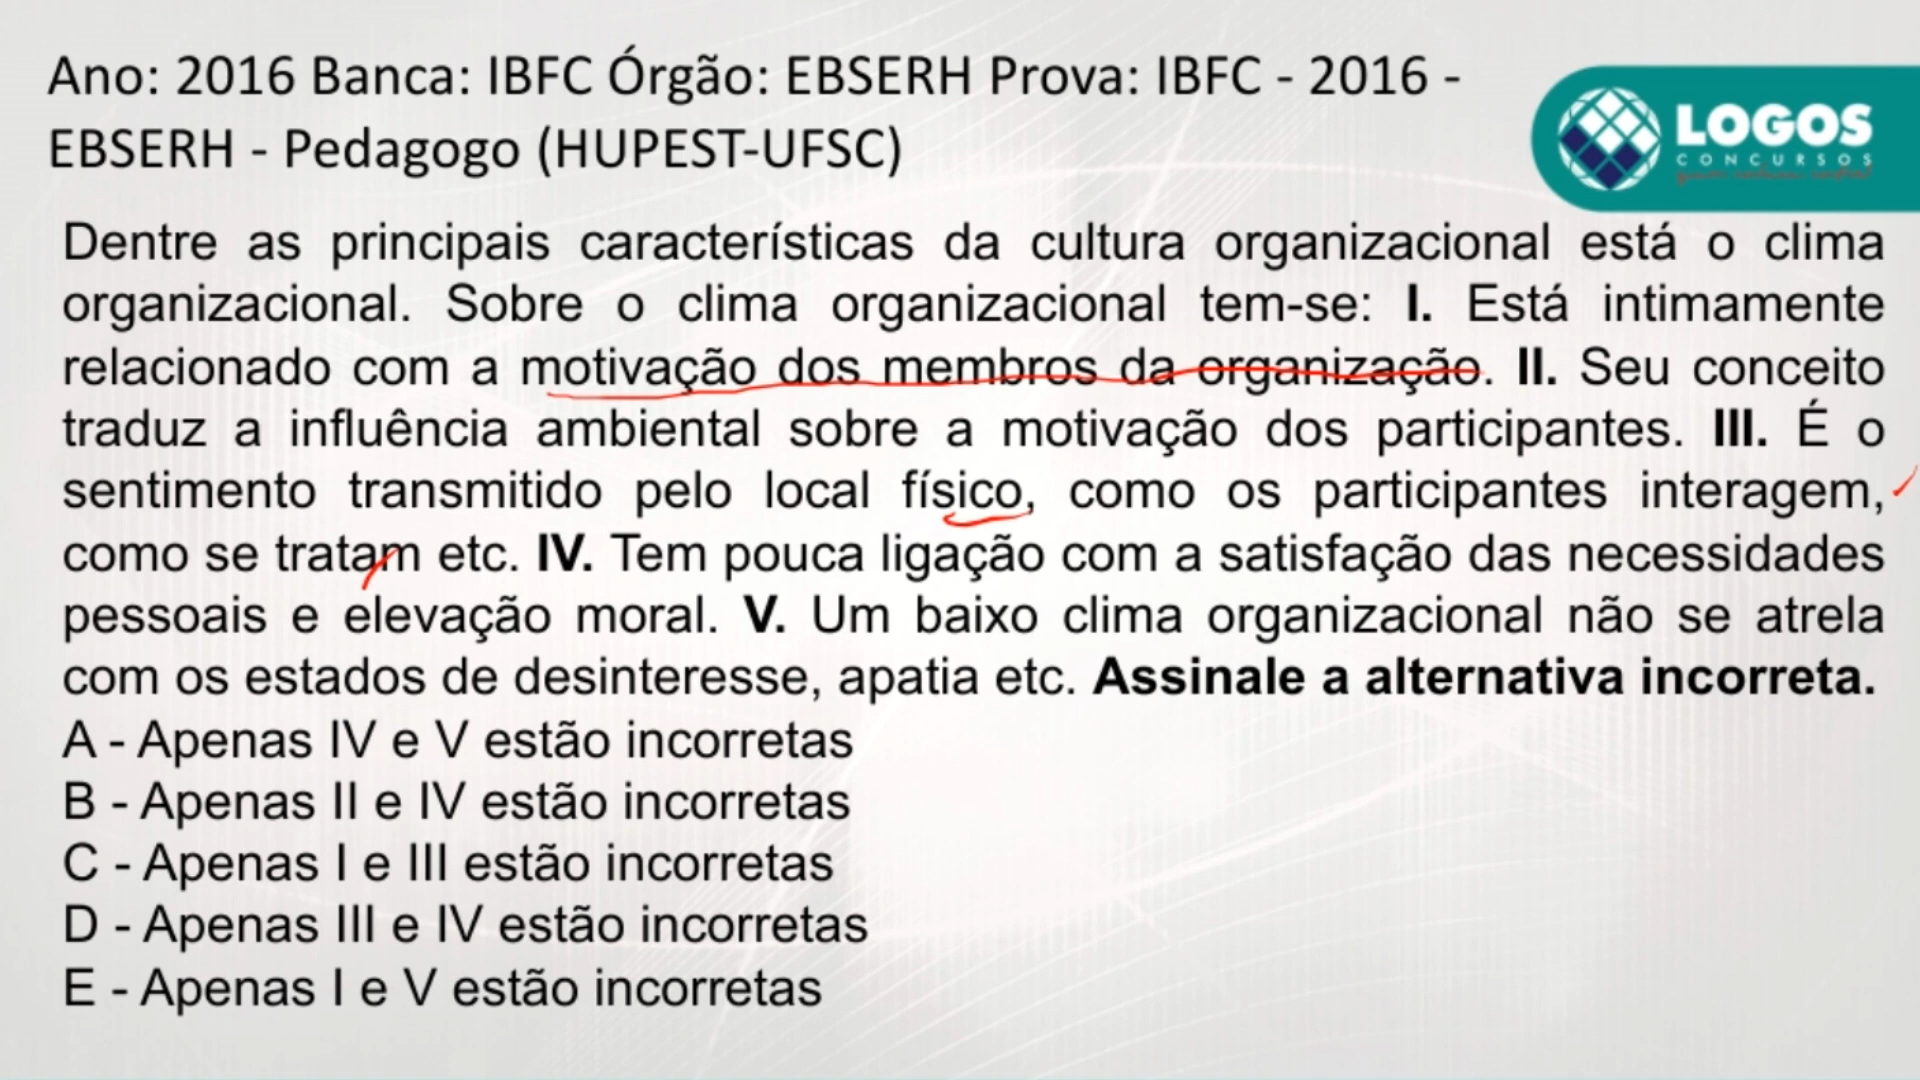 Ano: 2016 Banca: IBFC Órgão: EBSERH Prova: IBFC - 2016 -
EBSERH - Pedagogo (HUPEST-UFSC)
LOGOS
CONCURSOS
Dentre as principais características da cultura organizacional está o clima
organizacional. Sobre o clima organizacional tem-se: I. Está intimamente
relacionado com a motivação dos membros da organização. II. Seu conceito
traduz a influência ambiental sobre a motivação dos participantes. III. É o
sentimento transmitido pelo local físico, como os participantes interagem,
como se tratam etc. IV. Tem pouca ligação com a satisfação das necessidades
pessoais e elevação moral. V. Um baixo clima organizacional não se atrela
com os estados de desinteresse, apatia etc. Assinale a alternativa incorreta.
A - Apenas IV e V estão incorretas
B - Apenas II e IV estão incorretas
C - Apenas I e III estão incorretas
D - Apenas III e IV estão incorretas
E - Apenas I e V estão incorretas